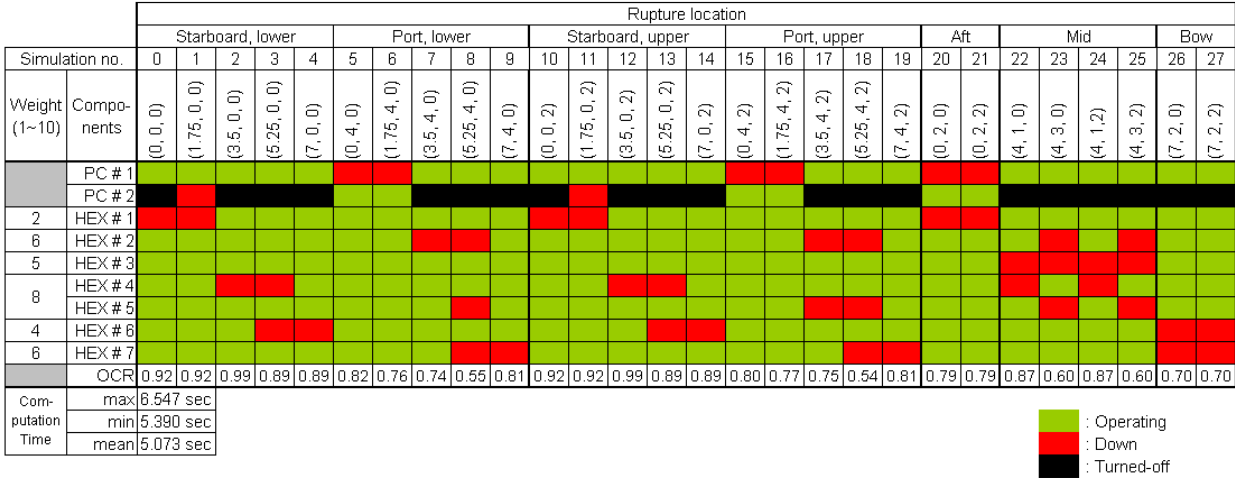 Rupture location
Starboard, lower Port, lower Starboard, upper Port, upper Aft Mid Bow
Simulation no. 0 1 2 3 4 5 6 7 8 9 10 11 12 13 14 15 16 17 18 19 20 21 22 23 24 25 26 27
Weight (1~10) Compo-nents (0, 0, 0) (1.75, 0, 0) (3.5, 0, 0) (5.25, 0, 0) (7, 0, 0) (0, 4, 0) (1.75, 4, 0) (3.5, 4, 0) (5.25, 4, 0) (7, 4, 0) (0, 0, 2) (1.75, 0, 2) (3.5, 0, 2) (5.25, 0, 2) (7, 0, 2) (0, 4, 2) (1.75, 4, 2) (3.5, 4, 2) (5.25, 4, 2) (7, 4, 2) (0, 2, 0) (0, 2, 2) (4, 1, 0) (4, 3, 0) (4, 1,2) (4, 3, 2) (7, 2, 0) (7, 2, 2)
PC # 1
PC # 2
2 HEX # 1
6 HEX # 2
5 HEX # 3
8 HEX # 4
HEX # 5
4 HEX # 6
6 HEX # 7
OCR 0.92 0.92 0.99 0.89 0.89 0.82 0.76 0.74 0.55 0.81 0.92 0.92 0.99 0.89 0.89 0.80 0.77 0.75 0.54 0.81 0.79 0.79 0.87 0.60 0.87 0.60 0.70 0.70
Com-
putation
Time
max 6.547 sec
min 5.390 sec
mean 5.073 sec
: Operating
: Down
: Turned-off